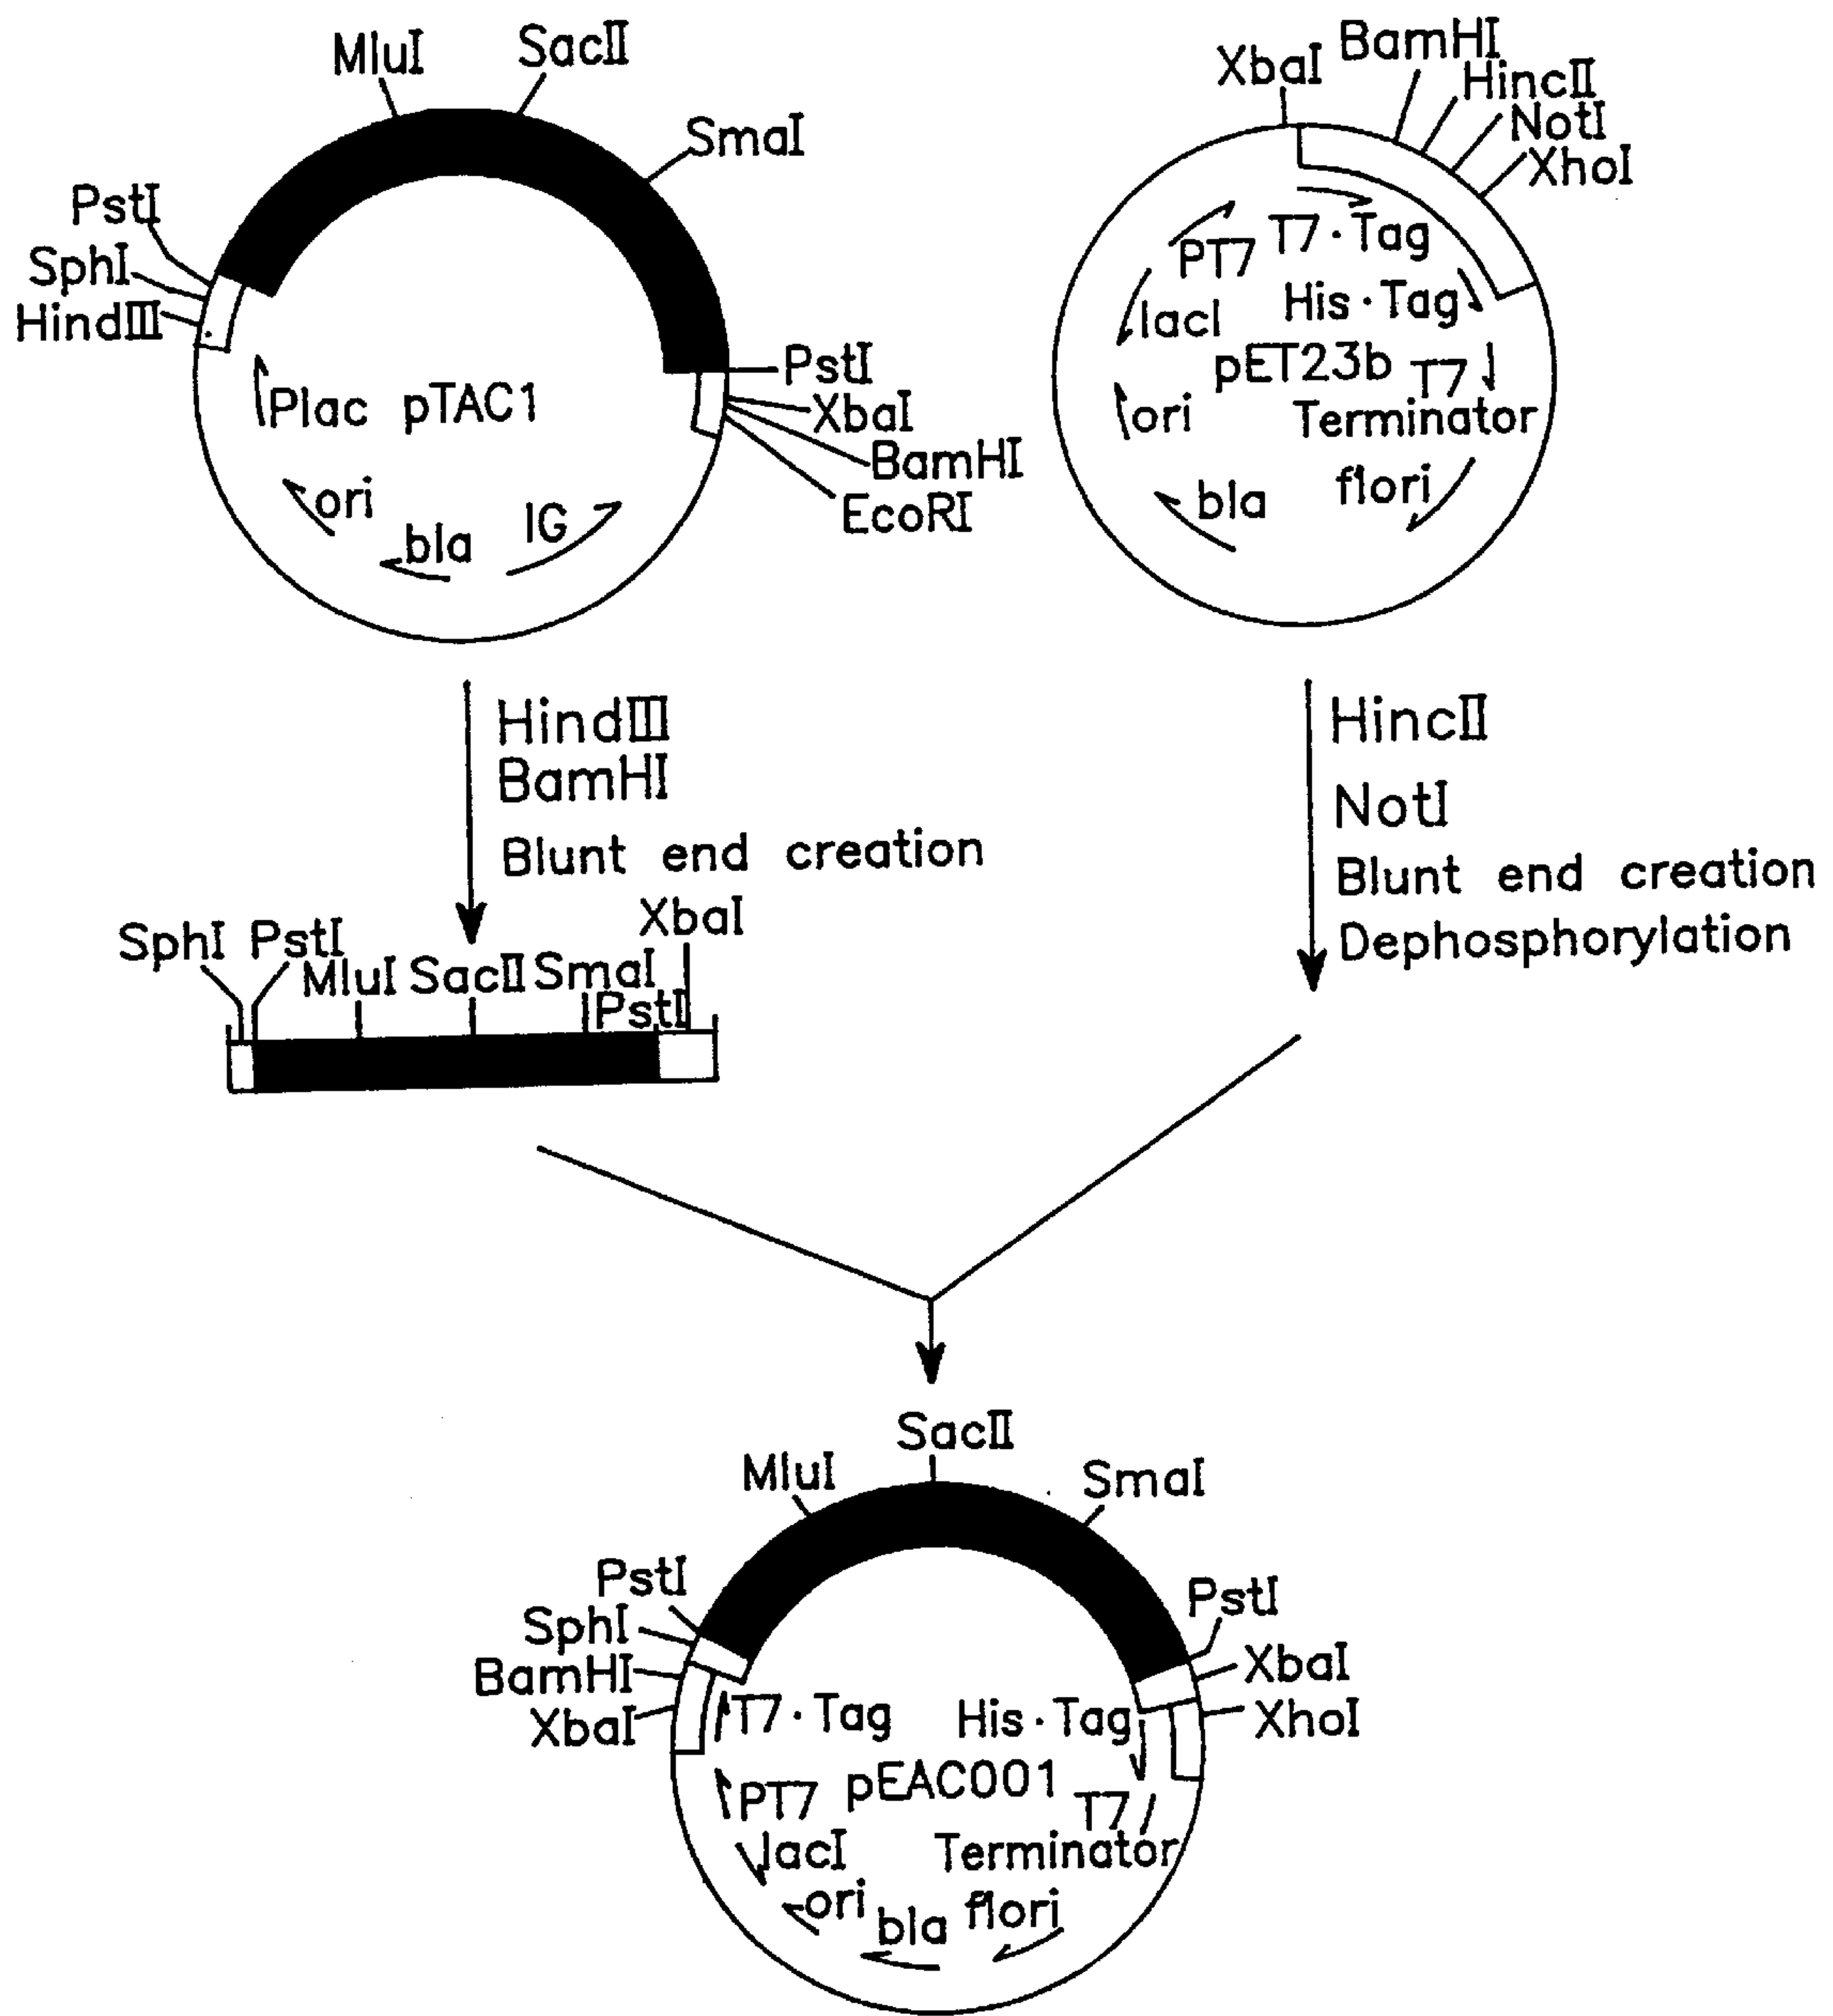 MluI
SacII
SmaI
PstI
SphI
HindIII
Plac pTAC1
ori
bla
IG
PstI
XbaI
BamHI
EcoRI
XbaI
BamHI
HincII
NotI
XhoI
PT7
T7·Tag
lacI
His·Tag
pET23b
T7
Terminator
ori
bla
flori
HindIII
BamHI
Blunt end creation
HincII
NotI
Blunt end creation
Dephosphorylation
SphI PstI
MluI SacII SmaI
PstI
XbaI
SacII
MluI
SmaI
PstI
SphI
BamHI
XbaI
PstI
XbaI
XhoI
T7·Tag
His·Tag
PT7
pEAC001
T7
Terminator
lacI
ori
bla
flori